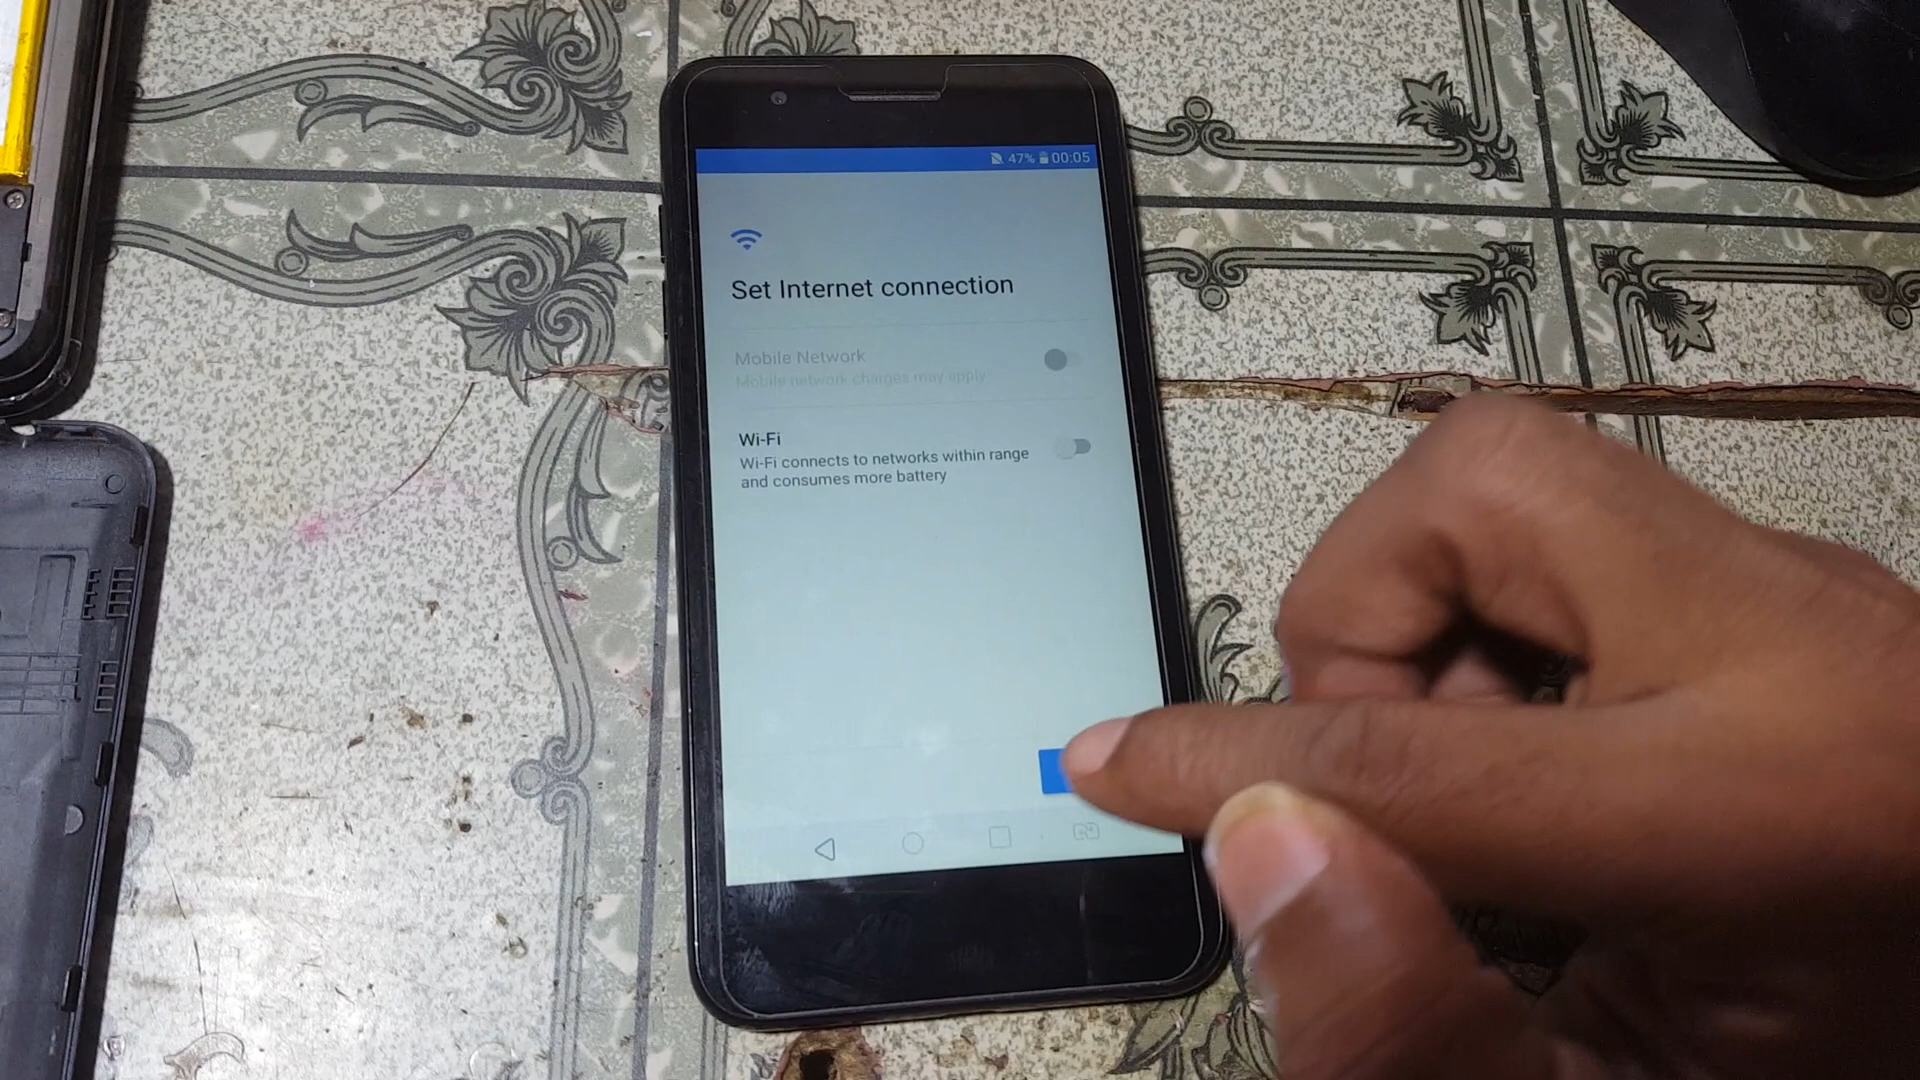 47% 00:05
Set Internet connection
Mobile Network
Mobile network charges may apply
Wi-Fi
Wi-Fi connects to networks within range
and consumes more battery